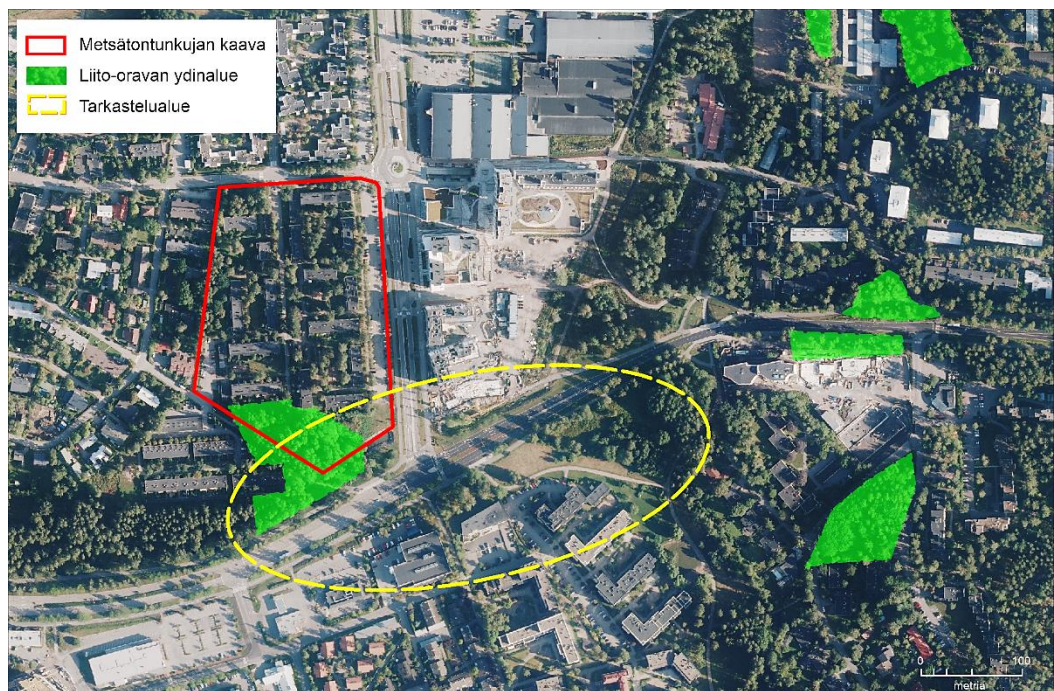 Metsätontunkujan kaava
Liito-oravan ydinalue
Tarkastelualue
0 100
metriä